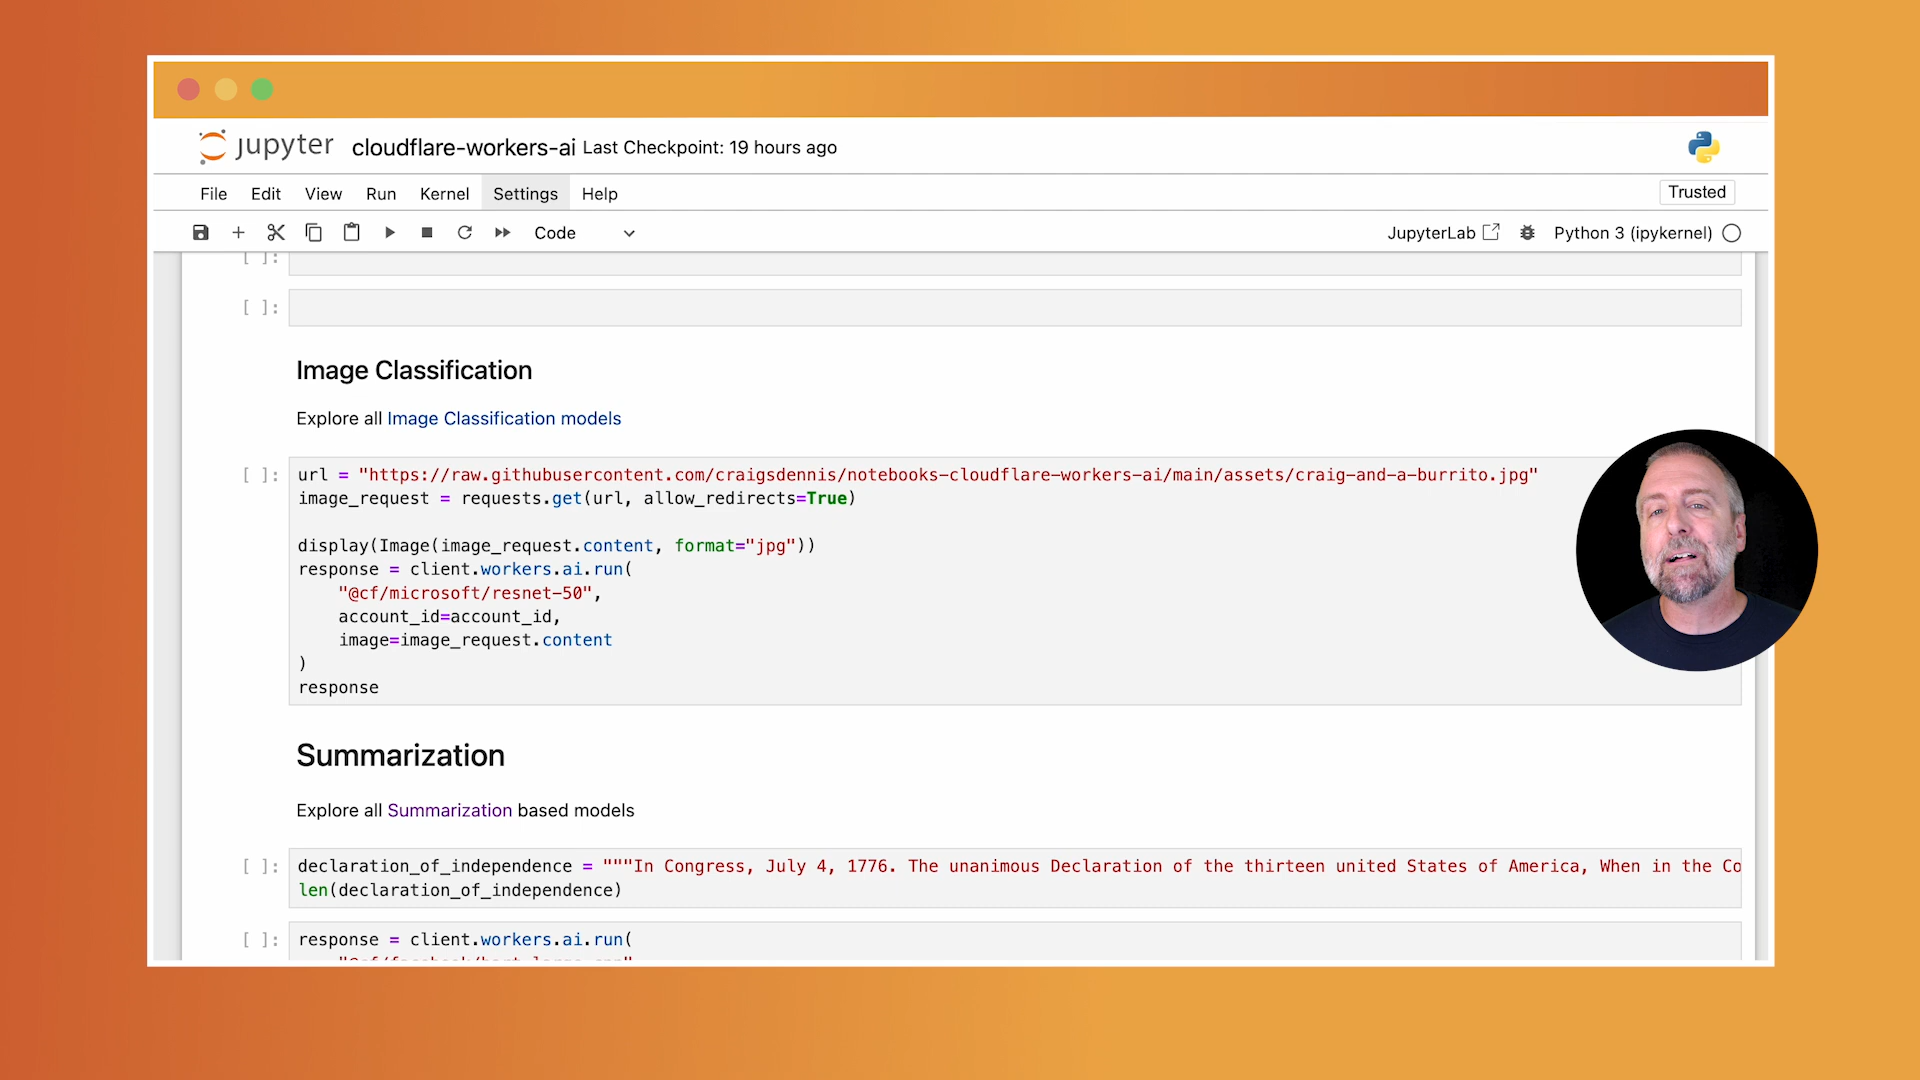 jupyter cloudflare-workers-ai Last Checkpoint: 19 hours ago
File Edit View Run Kernel Settings Help Trusted
Code JupyterLab Python 3 (ipykernel)
[ ]:
[ ]:
Image Classification
Explore all Image Classification models
[ ]: url = "https://raw.githubusercontent.com/craigsdennis/notebooks-cloudflare-workers-ai/main/assets/craig-and-a-burrito.jpg"
image_request = requests.get(url, allow_redirects=True)
display(Image(image_request.content, format="jpg"))
response = client.workers.ai.run(
"@cf/microsoft/resnet-50",
account_id=account_id,
image=image_request.content
)
response
Summarization
Explore all Summarization based models
[ ]: declaration_of_independence = """In Congress, July 4, 1776. The unanimous Declaration of the thirteen united States of America, When in the Co
len(declaration_of_independence)
[ ]: response = client.workers.ai.run(